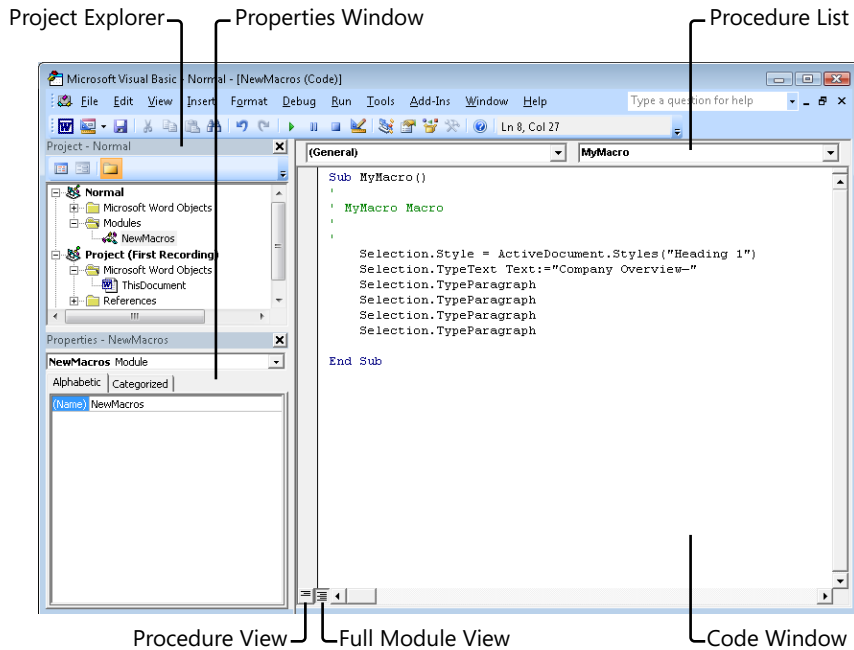 Project Explorer
Properties Window
Procedure List
Microsoft Visual Basic - Normal - [NewMacros (Code)]
File Edit View Insert Format Debug Run Tools Add-Ins Window Help
Type a question for help
Ln 8, Col 27
Project - Normal
Normal
Microsoft Word Objects
Modules
NewMacros
Project (First Recording)
Microsoft Word Objects
ThisDocument
References
Properties - NewMacros
NewMacros Module
Alphabetic Categorized
(Name) NewMacros
(General)
MyMacro
Sub MyMacro()
'
' MyMacro Macro
'
'
Selection.Style = ActiveDocument.Styles("Heading 1")
Selection.TypeText Text:="Company Overview—"
Selection.TypeParagraph
Selection.TypeParagraph
Selection.TypeParagraph
Selection.TypeParagraph
End Sub
Procedure View
Full Module View
Code Window